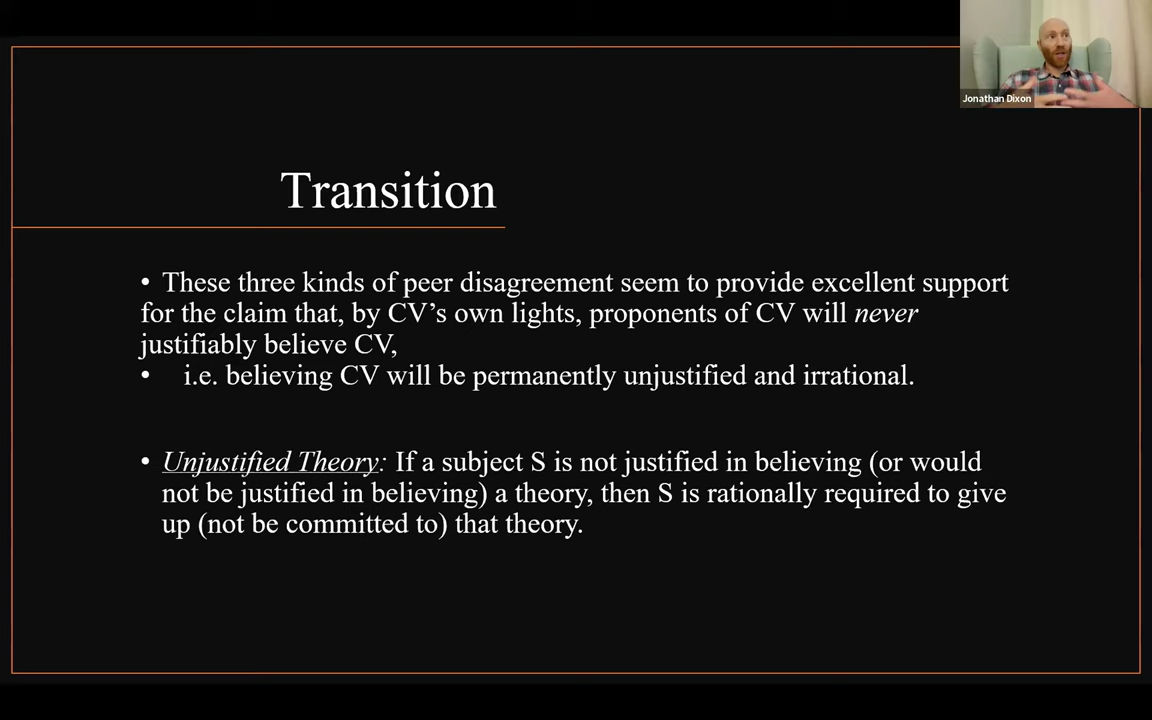 Jonathan Dixon
Transition
• These three kinds of peer disagreement seem to provide excellent support
for the claim that, by CV’s own lights, proponents of CV will never
justifiably believe CV,
• i.e. believing CV will be permanently unjustified and irrational.
• Unjustified Theory: If a subject S is not justified in believing (or would
not be justified in believing) a theory, then S is rationally required to give
up (not be committed to) that theory.